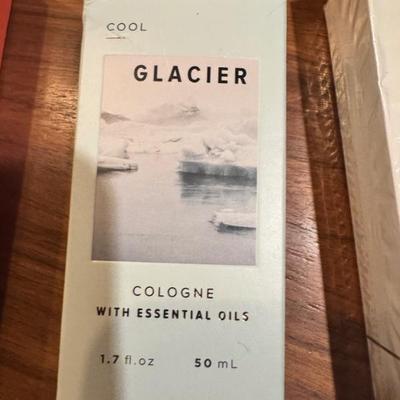 COOL
GLACIER
COLOGNE
WITH ESSENTIAL OILS
1.7 fl.oz 50 mL